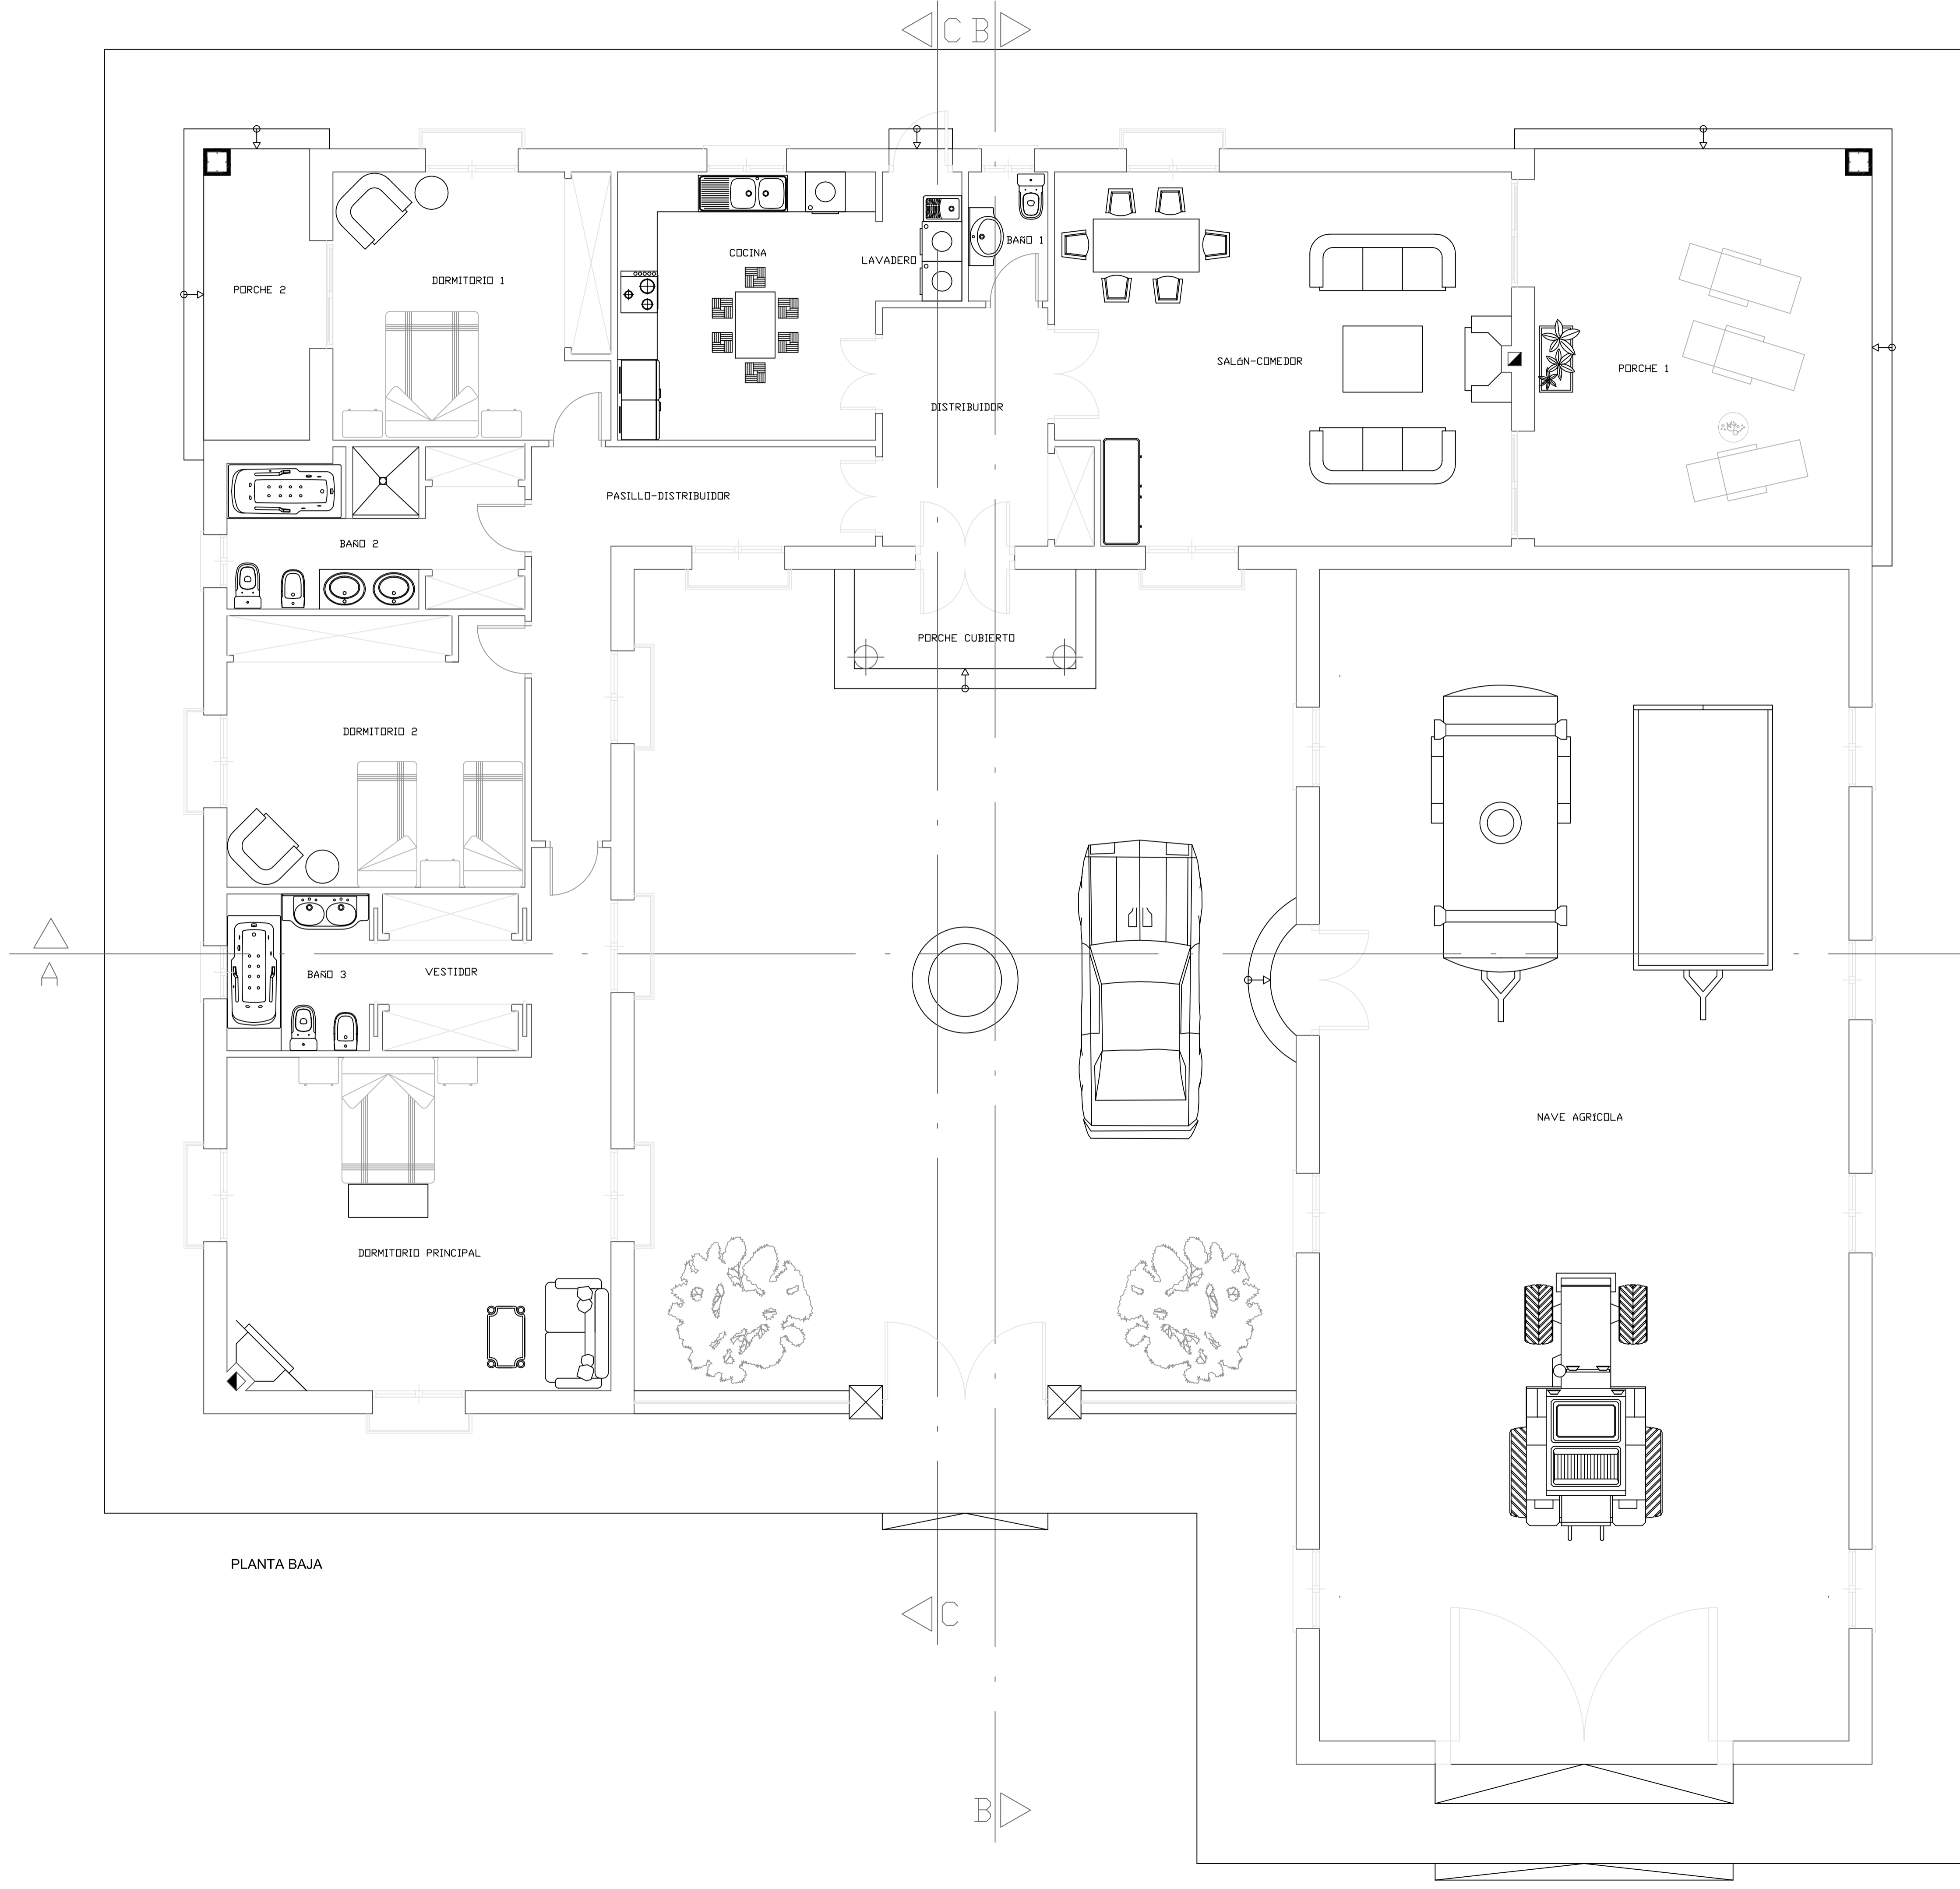 C B
BAÑO 1
COCINA
LAVADERO
DORMITORIO 1
PORCHE 2
SALóN-COMEDOR
PORCHE 1
DISTRIBUIDOR
PASILLO-DISTRIBUIDOR
BAÑO 2
PORCHE CUBIERTO
DORMITORIO 2
A
BAÑO 3
VESTIDOR
NAVE AGRíCOLA
DORMITORIO PRINCIPAL
PLANTA BAJA
C
B